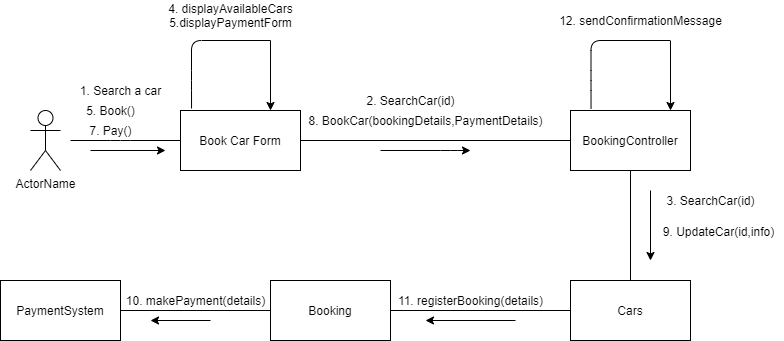 4. displayAvailableCars
5.displayPaymentForm
12. sendConfirmationMessage
1. Search a car
5. Book()
7. Pay()
2. SearchCar(id)
8. BookCar(bookingDetails,PaymentDetails)
Book Car Form
BookingController
ActorName
3. SearchCar(id)
9. UpdateCar(id,info)
PaymentSystem
10. makePayment(details)
Booking
11. registerBooking(details)
Cars